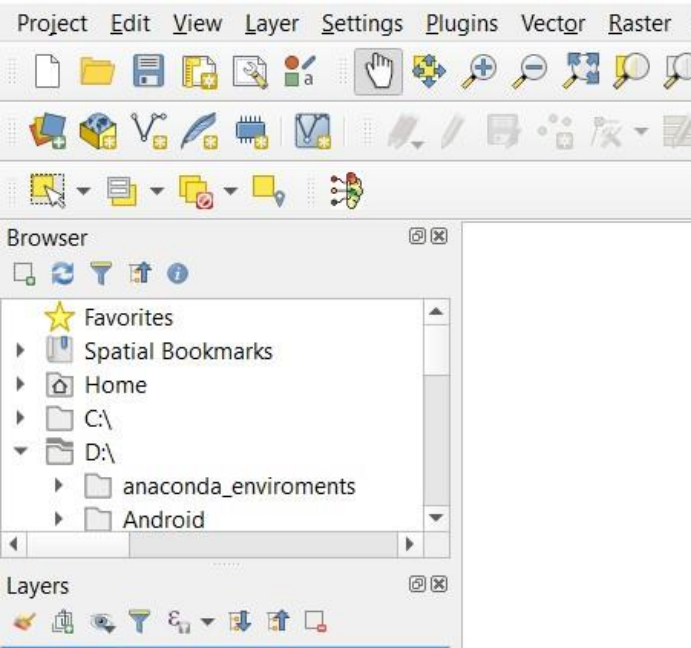 Project Edit View Layer Settings Plugins Vector Raster
a
Browser
Favorites
Spatial Bookmarks
Home
C:\
D:\
anaconda_enviroments
Android
Layers
ε